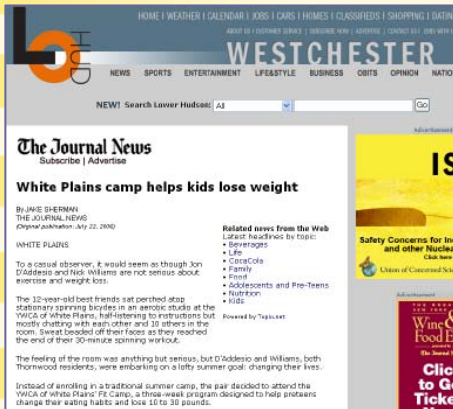 HOME I WEATHER I CALENDAR I JOBS I CARS I HOMES I CLASSIFIEDS I SHOPPING I DATIN
LO
HUD
WESTCHESTER
NEWS SPORTS ENTERTAINMENT LIFE&STYLE BUSINESS OBITS OPINION NATIO
NEW! Search Lower Hudson: All Go
Advertisement
The Journal News
Subscribe | Advertise
White Plains camp helps kids lose weight
By JAKE SHERMAN
THE JOURNAL NEWS
(Original publication: July 22, 2006)
WHITE PLAINS
To a casual observer, it would seem as though Jon
D'Addesio and Nick Williams are not serious about
exercise and weight loss.
The 12-year-old best friends sat perched atop
stationary spinning bicycles in an aerobic studio at the
YWCA of White Plains, half-listening to instructions but
mostly chatting with each other and 10 others in the
room. Sweat beaded off their faces as they reached
the end of their 30-minute spinning workout.
The feeling of the room was anything but serious, but D'Addesio and Williams, both
Thornwood residents, were embarking on a lofty summer goal: changing their lives.
Instead of enrolling in a traditional summer camp, the pair decided to attend the
YWCA of White Plains' Fit Camp, a three-week program designed to help preteens
change their eating habits and lose 10 to 30 pounds.
Related news from the Web
Latest headlines by topic:
• Beverages
• Life
• CocaCola
• Family
• Food
• Adolescents and Pre-Teens
• Nutrition
• Kids
Powered by Topix.net
IS
Safety Concerns for In
and other Nuclea
Click here
Union of Concerned Scie
Advertisement
Wine &
Food E
The Journal
Clic
to G
Ticke